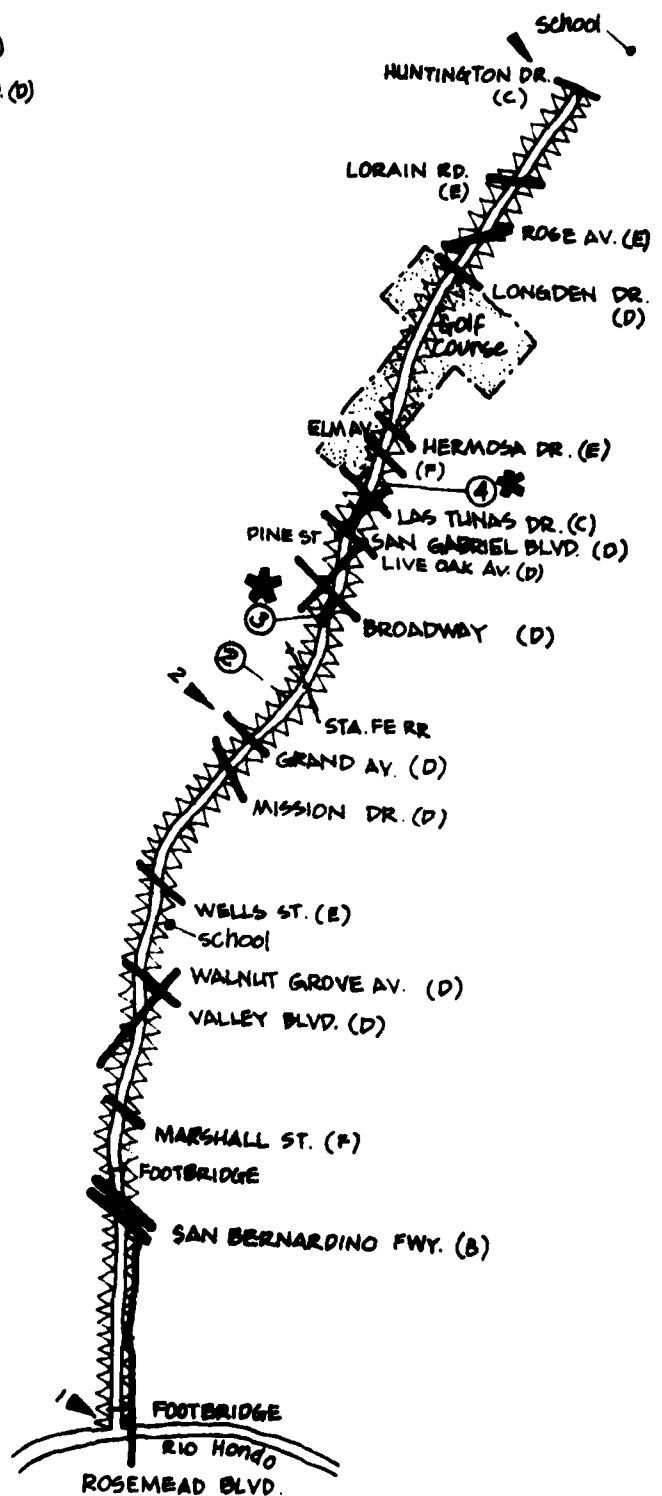 school
(D)
HUNTINGTON DR.
(C)
LORAIN RD.
(E)
ROSE AV. (E)
LONGDEN DR.
(D)
Golf
Course
ELM AV.
HERMOSA DR. (E)
(F)
4
LAS TUNAS DR. (C)
PINE ST.
SAN GABRIEL BLVD. (D)
LIVE OAK AV. (D)
3
BROADWAY (D)
2
2
STA. FE RR
GRAND AV. (D)
MISSION DR. (D)
WELLS ST. (E)
school
WALNUT GROVE AV. (D)
VALLEY BLVD. (D)
MARSHALL ST. (F)
FOOTBRIDGE
SAN BERNARDINO FWY. (B)
1
FOOTBRIDGE
RIO HONDO
ROSEMEAD BLVD.